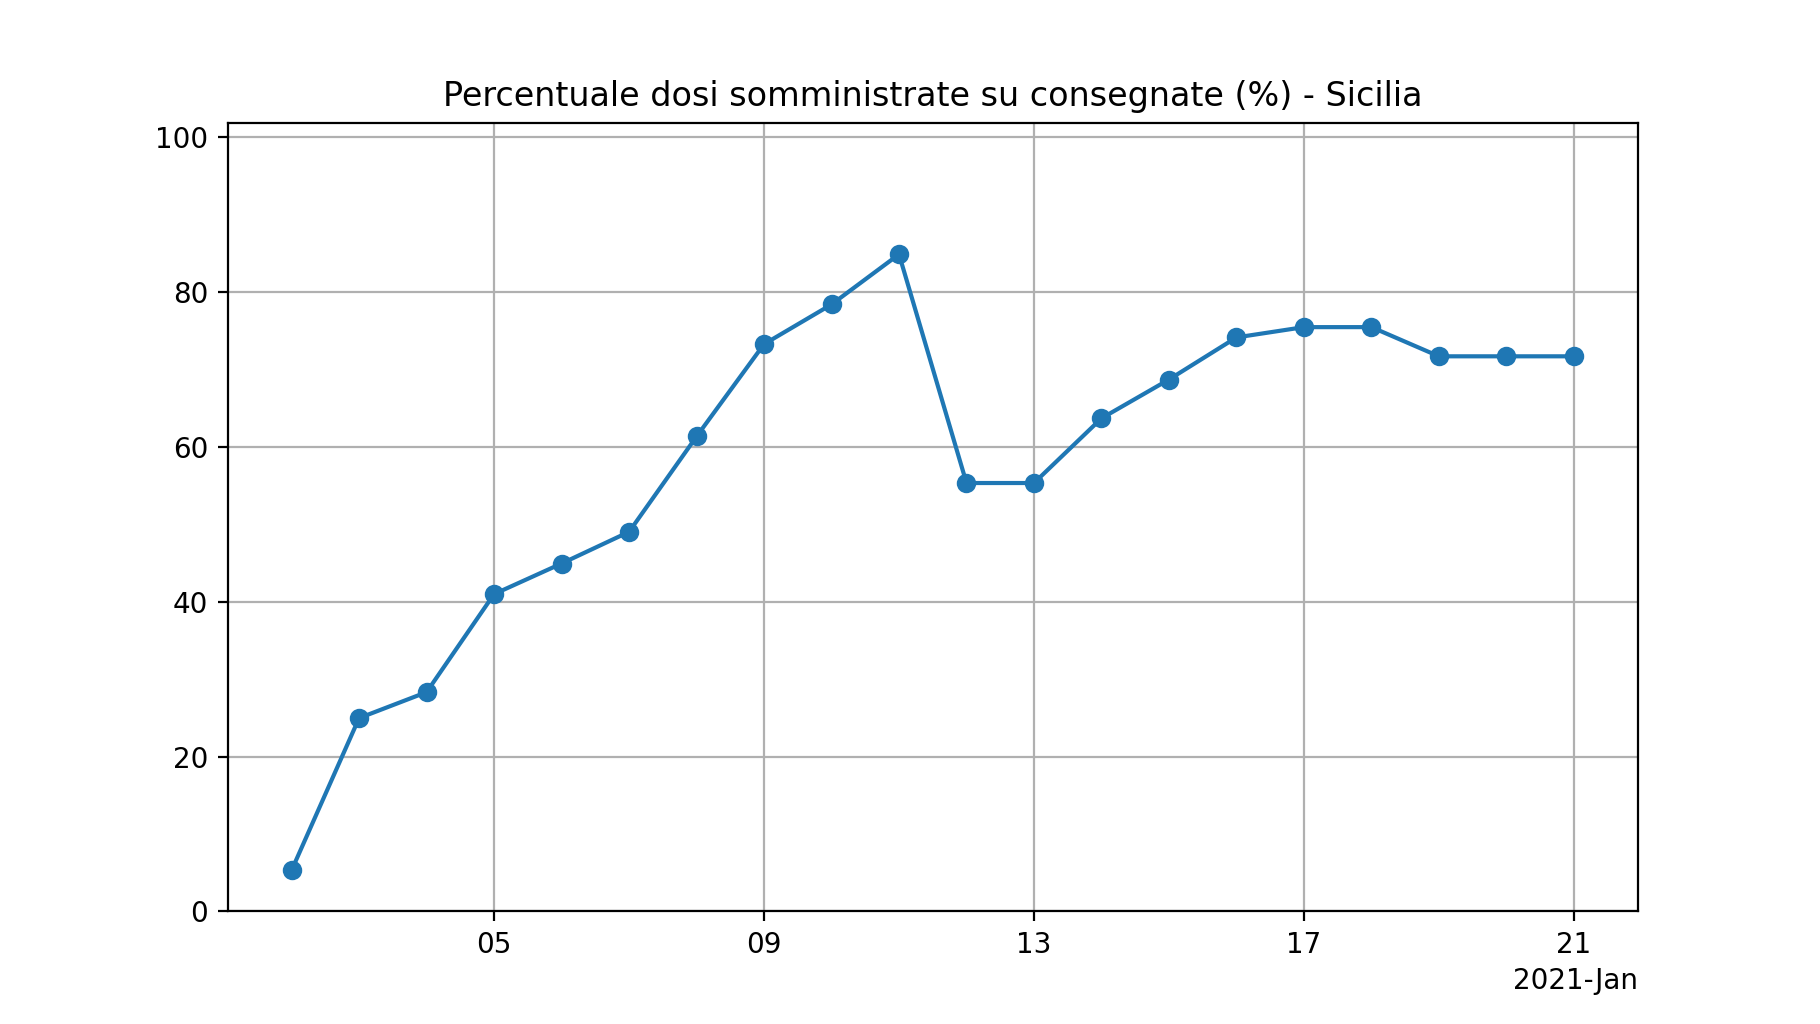 Percentuale dosi somministrate su consegnate (%) - Sicilia
100
80
60
40
20
0
05 09 13 17 21
2021-Jan